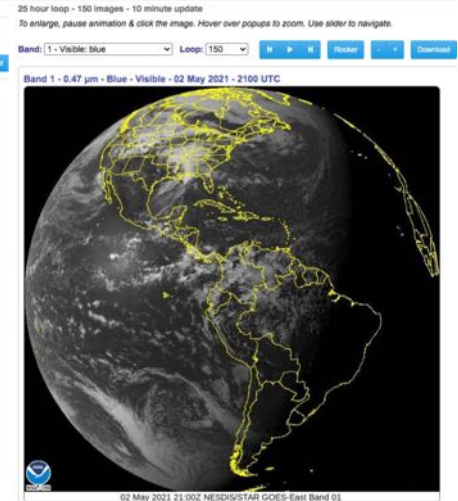 25 hour loop - 150 images - 10 minute update
To enlarge, pause animation & click the image. Hover over popups to zoom. Use slider to navigate.
Band: 1 - Visible: blue Loop: 150 Rocker - + Download
Band 1 - 0.47 µm - Blue - Visible - 02 May 2021 - 2100 UTC
02 May 2021 21:00Z NESDIS/STAR GOES-East Band 01